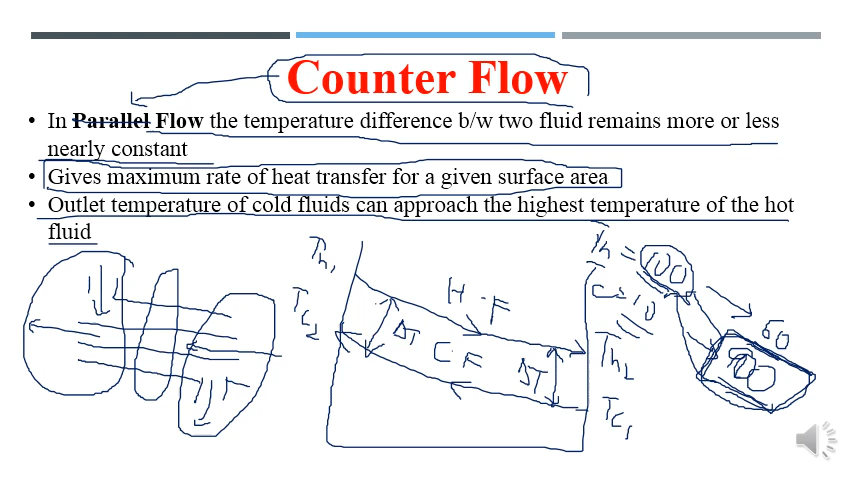 Counter Flow
• In Parallel Flow the temperature difference b/w two fluid remains more or less
nearly constant
• Gives maximum rate of heat transfer for a given surface area
• Outlet temperature of cold fluids can approach the highest temperature of the hot
fluid
Th1
Tc2
H.F
ΔT
C.F
ΔT
Th2
Tc1
Th = 100
10
60